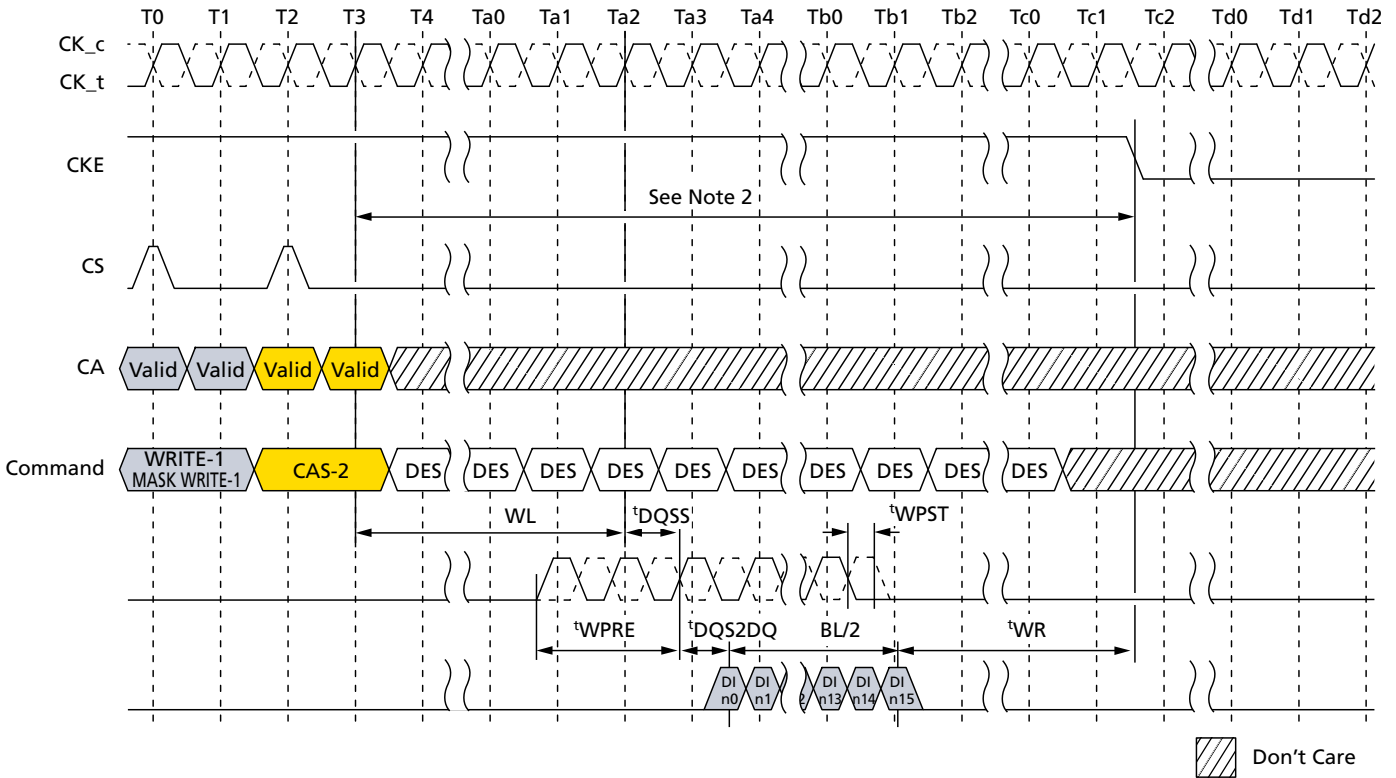 T0 T1 T2 T3 T4 Ta0 Ta1 Ta2 Ta3 Ta4 Tb0 Tb1 Tb2 Tc0 Tc1 Tc2 Td0 Td1 Td2
CK_c
CK_t
CKE
See Note 2
CS
CA Valid Valid Valid Valid
Command WRITE-1 MASK WRITE-1 CAS-2 DES DES DES DES DES DES DES DES DES DES
WL tDQSS tWPST
tWPRE tDQS2DQ BL/2 tWR
DI n0 DI n1 2 DI n13 DI n14 DI n15
Don't Care